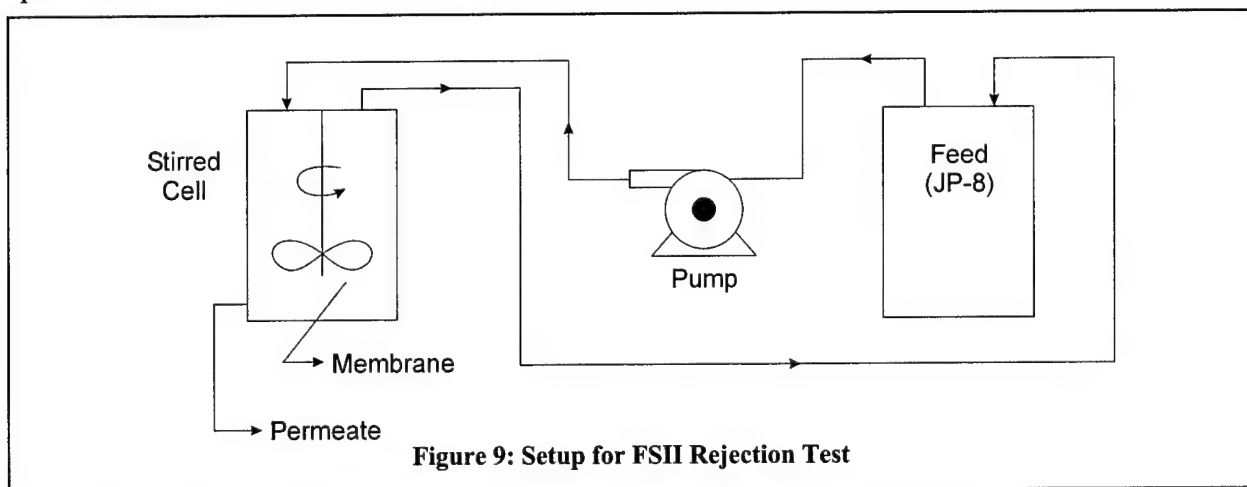 Stirred
Cell
Feed
(JP-8)
Pump
Membrane
Permeate
Figure 9: Setup for FSII Rejection Test